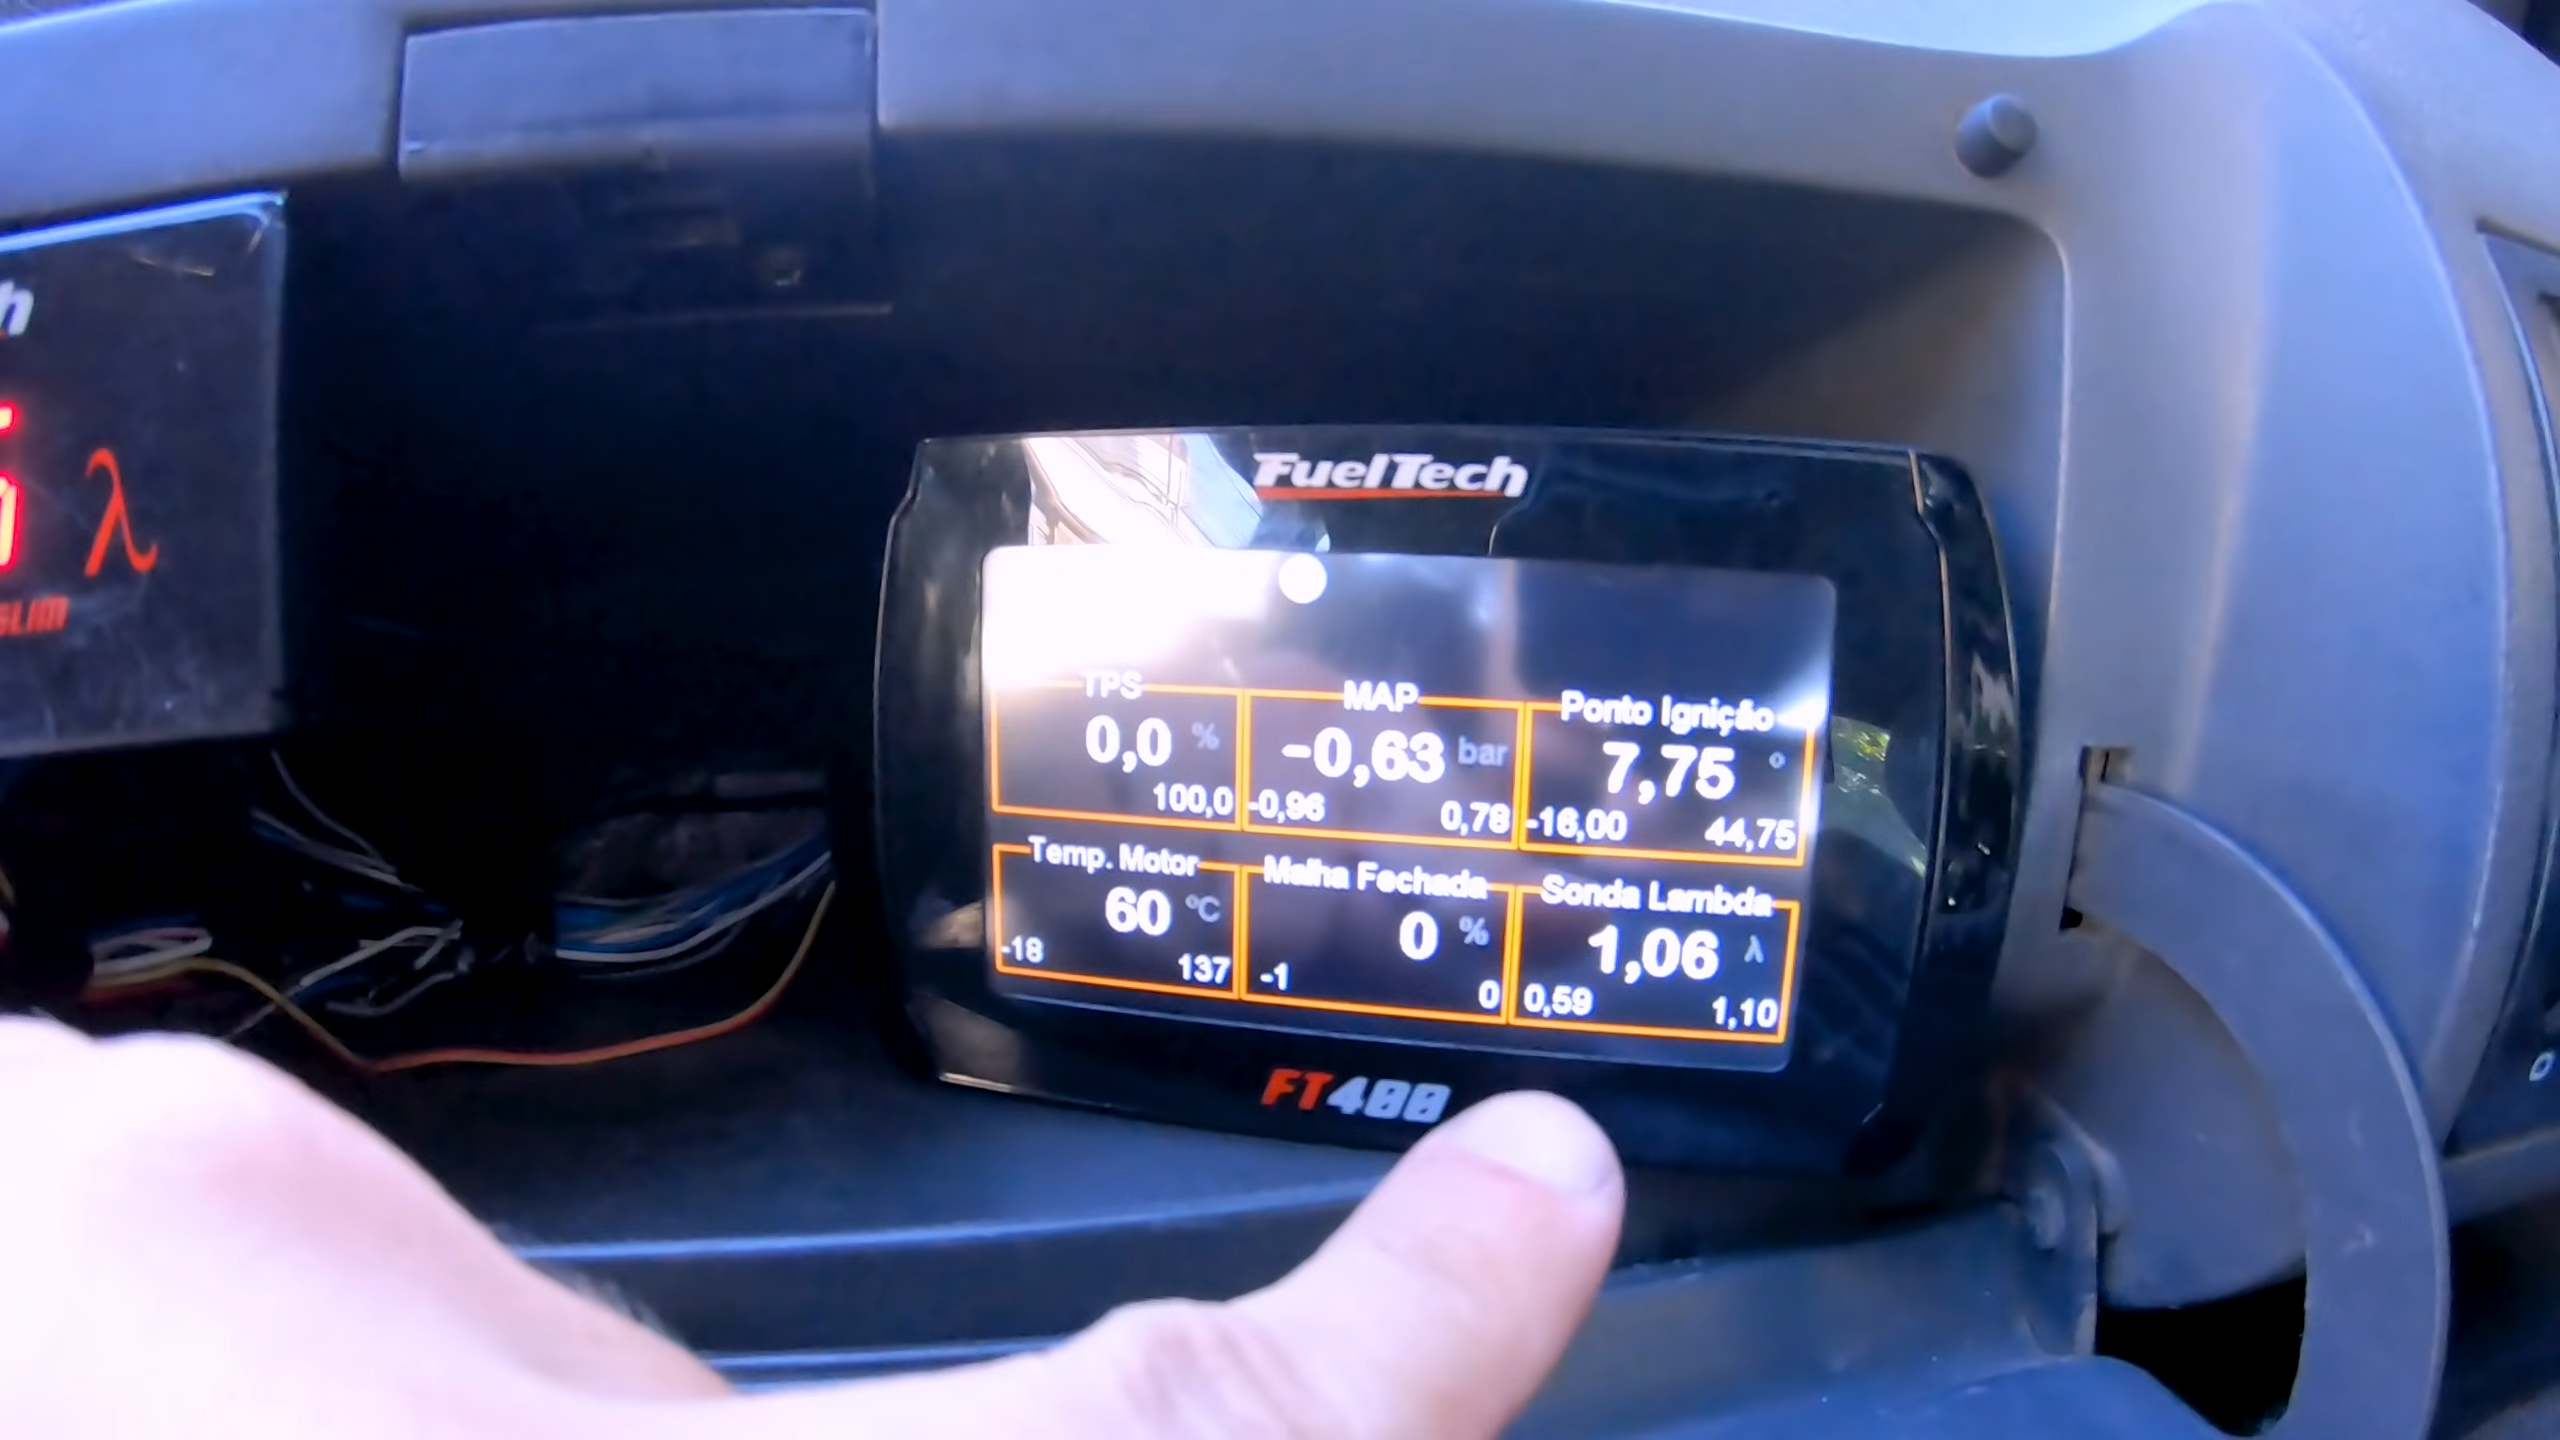 h
λ
SLIM
FuelTech
TPS
0,0 %
100,0
MAP
-0,63 bar
-0,96 0,78
Ponto Ignição
7,75 °
-16,00 44,75
Temp. Motor
60 °C
-18 137
Malha Fechada
0 %
-1 0
Sonda Lambda
1,06 λ
0,59 1,10
FT400